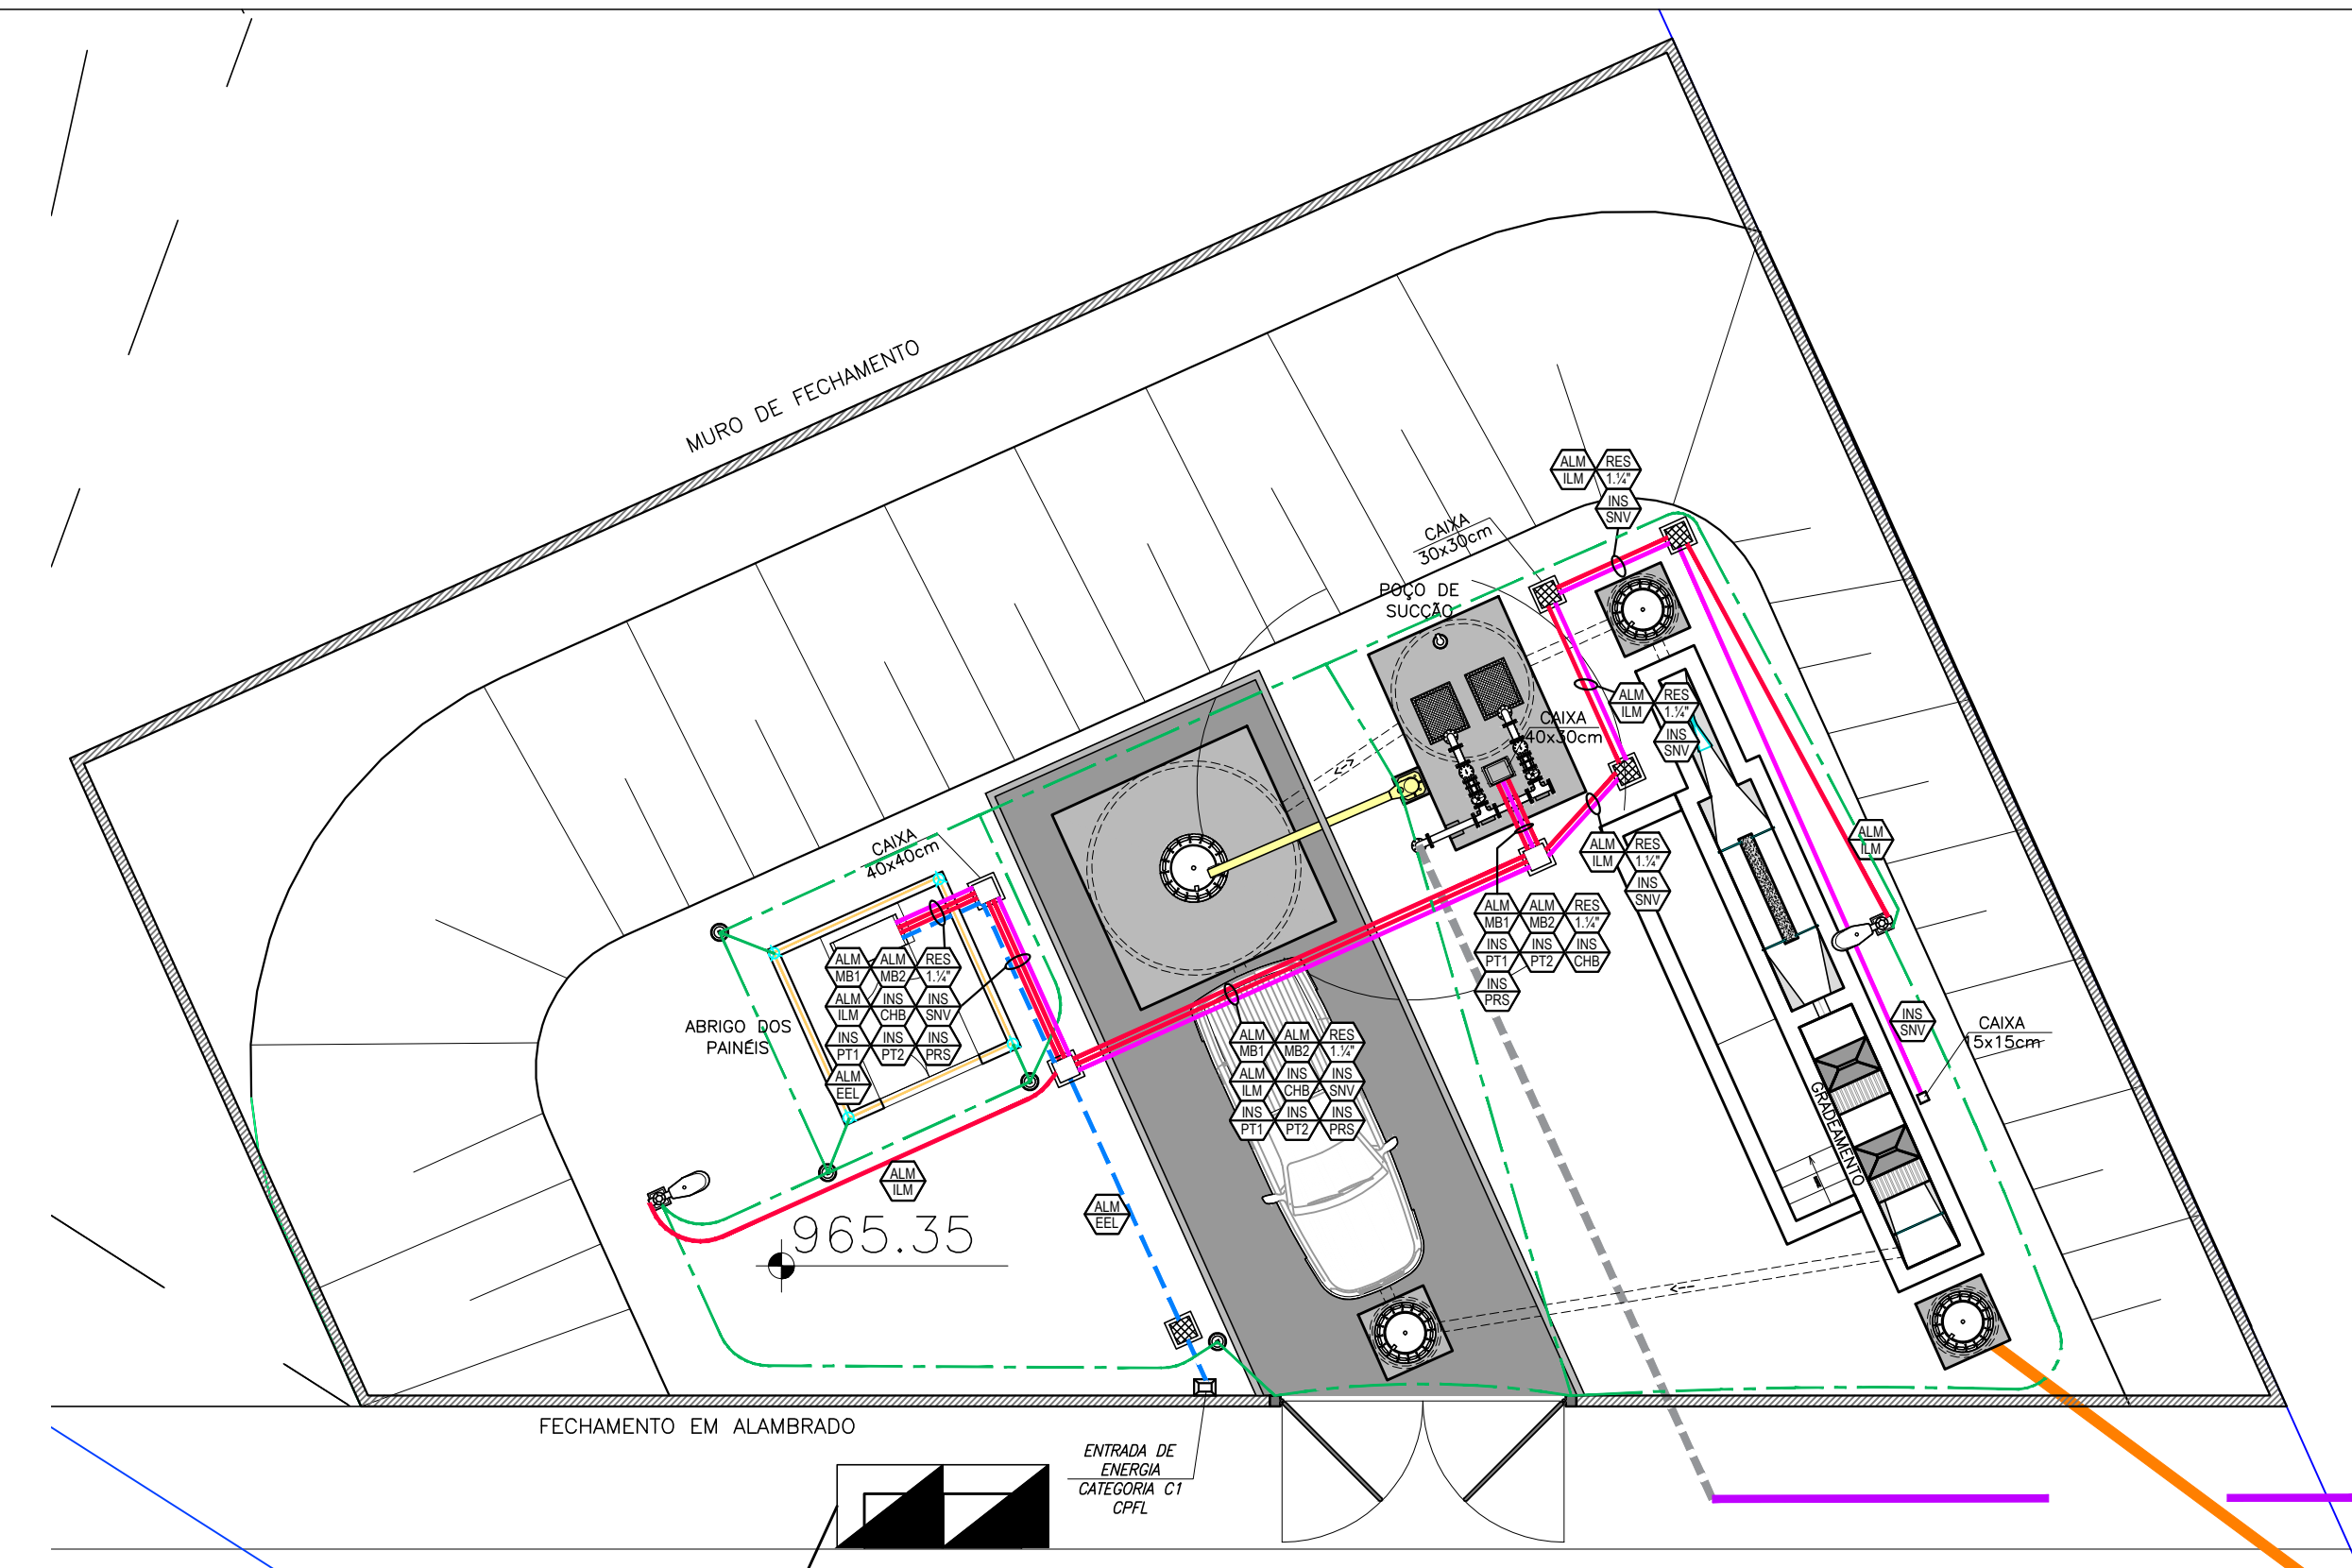 MURO DE FECHAMENTO
ALM RES
ILM 1.¼"
INS
SNV
CAIXA
30x30cm
POÇO DE
SUCÇÃO
ALM RES
ILM 1.¼"
INS
SNV
CAIXA
40x30cm
CAIXA
40x40cm
ALM
ILM
ALM RES
ILM 1.¼"
INS
SNV
ALM ALM RES
MB1 MB2 1.¼"
INS INS INS
PT1 PT2 CHB
INS
PRS
ALM ALM RES
MB1 MB2 1.¼"
ALM INS INS
ILM CHB SNV
INS INS INS
PT1 PT2 PRS
ALM
EEL
ABRIGO DOS
PAINÉIS
ALM ALM RES
MB1 MB2 1.¼"
ALM INS INS
ILM CHB SNV
INS INS INS
PT1 PT2 PRS
INS
SNV
CAIXA
15x15cm
GRADEAMENTO
ALM
ILM
ALM
EEL
965.35
FECHAMENTO EM ALAMBRADO
ENTRADA DE
ENERGIA
CATEGORIA C1
CPFL